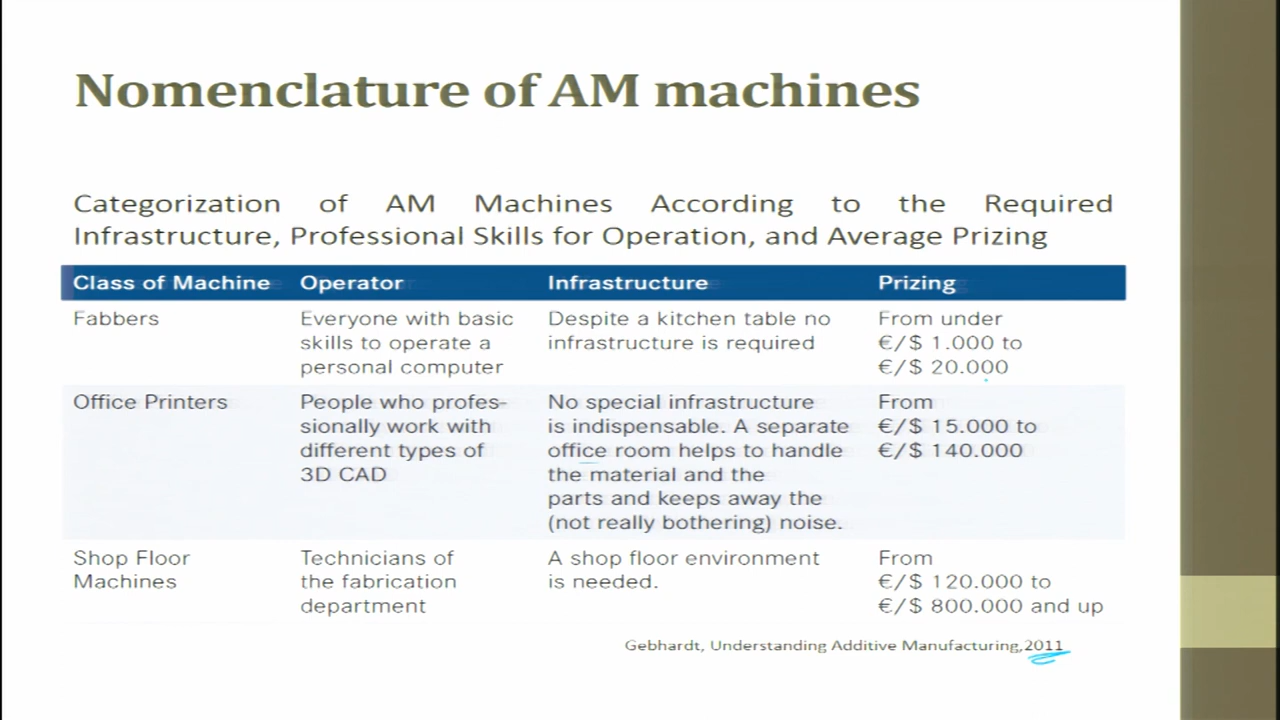 Nomenclature of AM machines
Categorization of AM Machines According to the Required
Infrastructure, Professional Skills for Operation, and Average Prizing
Class of Machine Operator Infrastructure Prizing
Fabbers
Everyone with basic
skills to operate a
personal computer
Despite a kitchen table no
infrastructure is required
From under
€/$ 1.000 to
€/$ 20.000
Office Printers
People who profes-
sionally work with
different types of
3D CAD
No special infrastructure
is indispensable. A separate
office room helps to handle
the material and the
parts and keeps away the
(not really bothering) noise.
From
€/$ 15.000 to
€/$ 140.000
Shop Floor
Machines
Technicians of
the fabrication
department
A shop floor environment
is needed.
From
€/$ 120.000 to
€/$ 800.000 and up
Gebhardt, Understanding Additive Manufacturing,2011